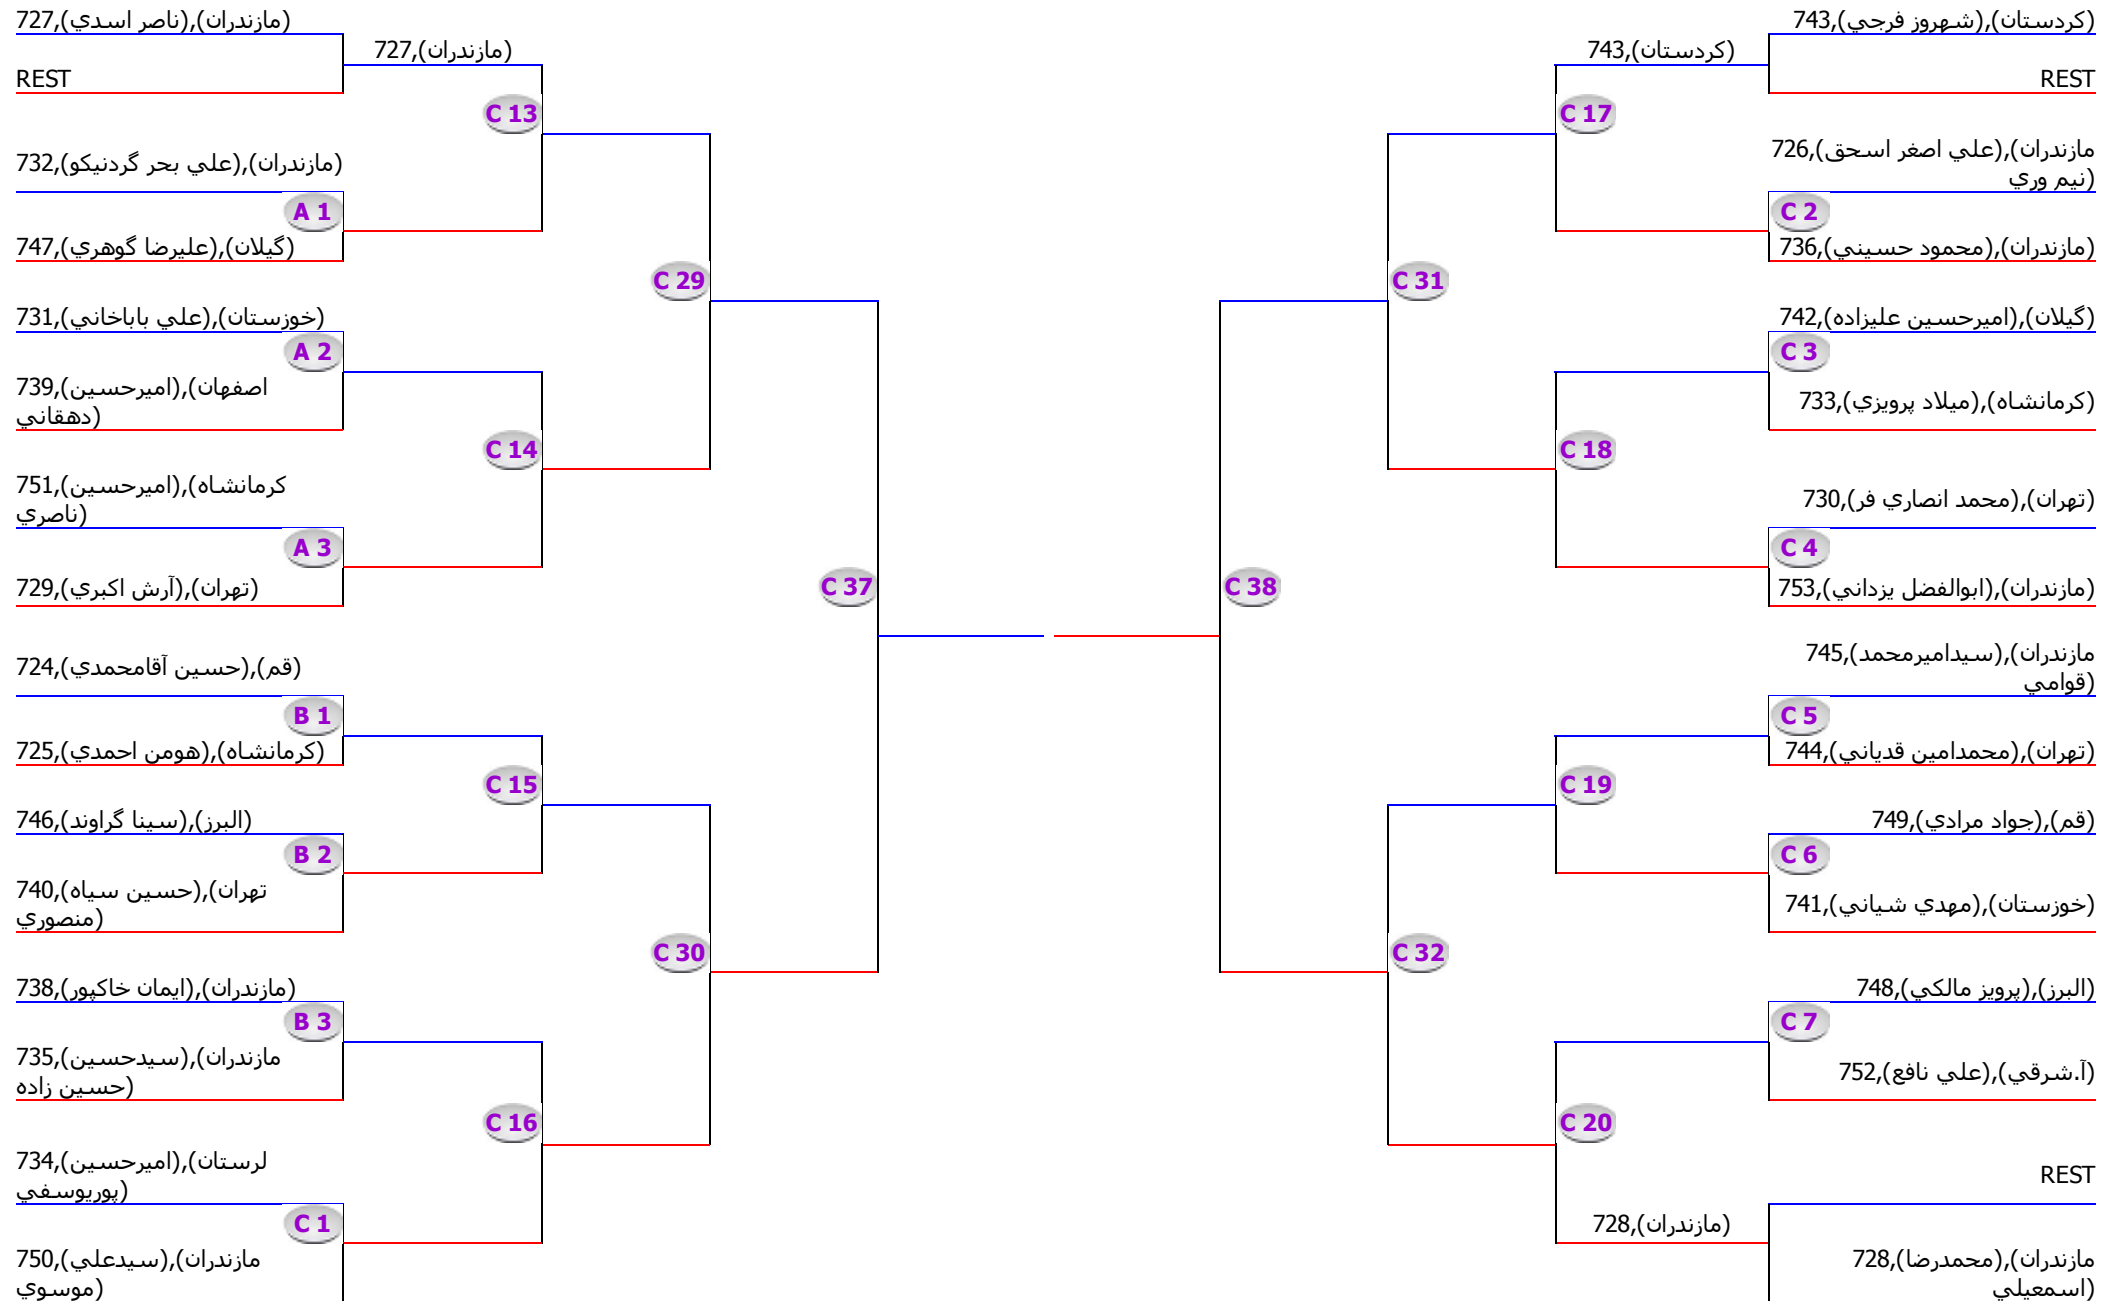 727,(ناصر اسدي),(مازندران)
727,(مازندران)
REST
C 13
732,(علي بحر گردنيكو),(مازندران)
A 1
747,(عليرضا گوهري),(گيلان)
C 29
731,(علي باباخاني),(خوزستان)
A 2
739,(اميرحسين),(اصفهان
دهقاني)
C 14
751,(اميرحسين),(كرمانشاه
ناصري)
A 3
729,(آرش اكبري),(تهران)
C 37
724,(حسين آقامحمدي),(قم)
B 1
725,(هومن احمدي),(كرمانشاه)
C 15
746,(سينا گراوند),(البرز)
B 2
740,(حسين سياه),(تهران
منصوري)
C 30
738,(ايمان خاكپور),(مازندران)
B 3
735,(سيدحسين),(مازندران
حسين زاده)
C 16
734,(اميرحسين),(لرستان
پوريوسفي)
C 1
750,(سيدعلي),(مازندران
موسوي)
743,(شهروز فرجي),(كردستان)
743,(كردستان)
REST
C 17
726,(علي اصغر اسحق),(مازندران
نيم وري)
C 2
736,(محمود حسيني),(مازندران)
C 31
742,(اميرحسين عليزاده),(گيلان)
C 3
733,(ميلاد پرويزي),(كرمانشاه)
C 18
730,(محمد انصاري فر),(تهران)
C 4
753,(ابوالفضل يزداني),(مازندران)
C 38
745,(سيداميرمحمد),(مازندران
قوامي)
C 5
744,(محمدامين قدياني),(تهران)
C 19
749,(جواد مرادي),(قم)
C 6
741,(مهدي شياني),(خوزستان)
C 32
748,(پرويز مالكي),(البرز)
C 7
752,(علي نافع),(آ.شرقي)
C 20
REST
728,(مازندران)
728,(محمدرضا),(مازندران
اسمعيلي)